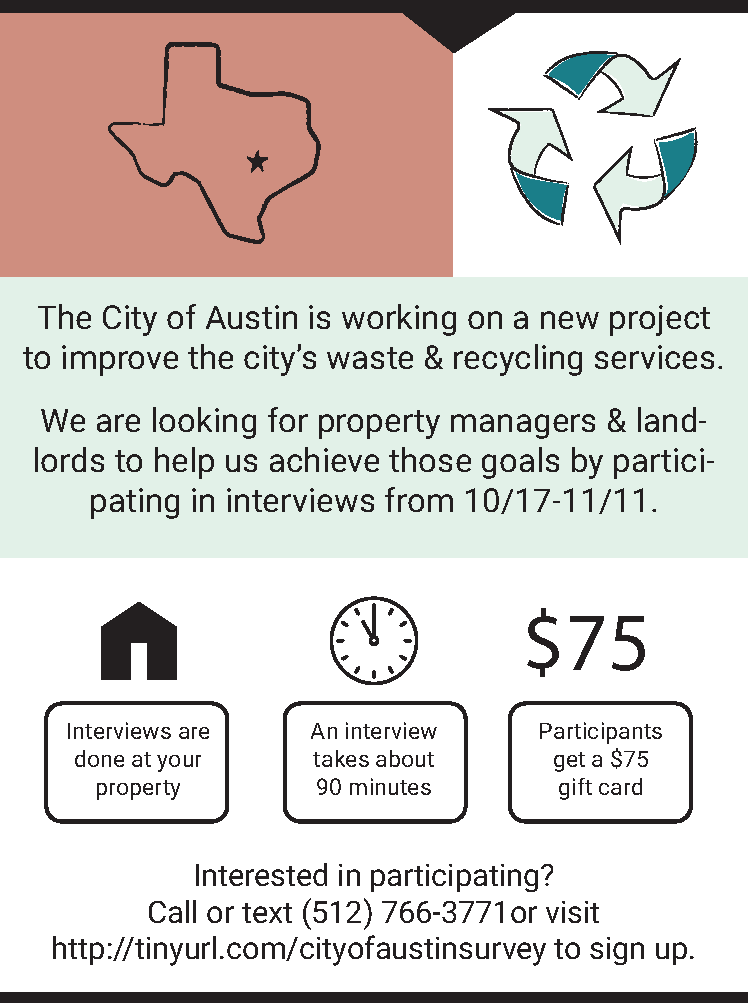 The City of Austin is working on a new project
to improve the city's waste & recycling services.
We are looking for property managers & land-
lords to help us achieve those goals by partici-
pating in interviews from 10/17-11/11.
$75
Interviews are
done at your
property
An interview
takes about
90 minutes
Participants
get a $75
gift card
Interested in participating?
Call or text (512) 766-3771or visit
http://tinyurl.com/cityofaustinsurvey to sign up.